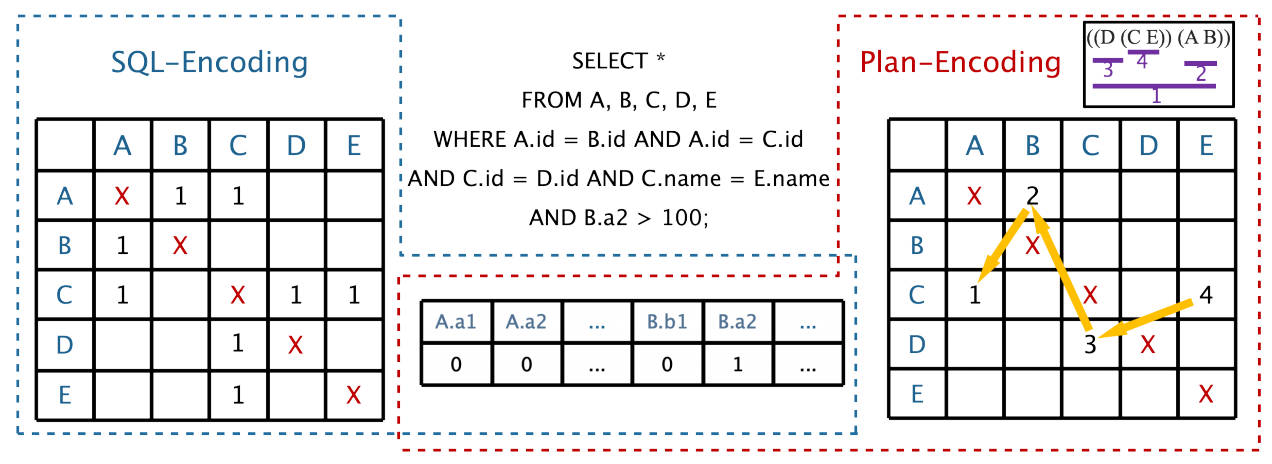 SQL-Encoding
A B C D E
A X 1 1
B 1 X
C 1 X 1 1
D 1 X
E 1 X
SELECT *
FROM A, B, C, D, E
WHERE A.id = B.id AND A.id = C.id
AND C.id = D.id AND C.name = E.name
AND B.a2 > 100;
A.a1 A.a2 ... B.b1 B.a2 ...
0 0 ... 0 1 ...
Plan-Encoding
((D (C E)) (A B))
3 4 2
1
A B C D E
A X 2
B X
C 1 X 4
D 3 X
E X